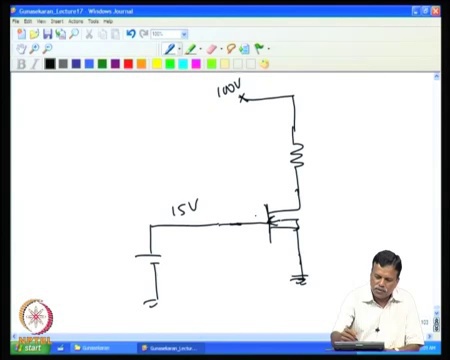 Gunasekaran_Lecture17 - Windows Journal
File Edit View Insert Actions Tools Help
100%
B I
100V
15V
NPTEL
start
Gunasekaran
Gunasekaran_Lectur...